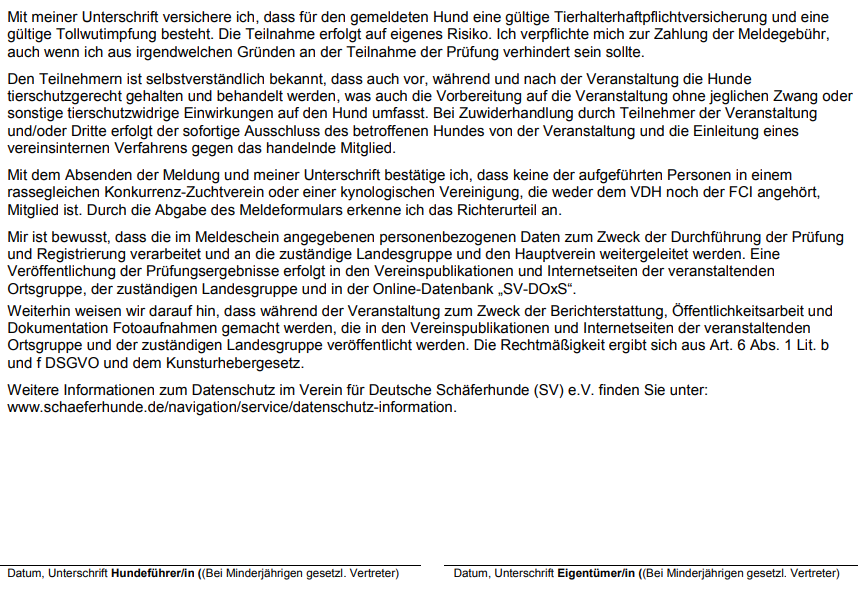 Mit meiner Unterschrift versichere ich, dass für den gemeldeten Hund eine gültige Tierhalterhaftpflichtversicherung und eine
gültige Tollwutimpfung besteht. Die Teilnahme erfolgt auf eigenes Risiko. Ich verpflichte mich zur Zahlung der Meldegebühr,
auch wenn ich aus irgendwelchen Gründen an der Teilnahme der Prüfung verhindert sein sollte.
Den Teilnehmern ist selbstverständlich bekannt, dass auch vor, während und nach der Veranstaltung die Hunde
tierschutzgerecht gehalten und behandelt werden, was auch die Vorbereitung auf die Veranstaltung ohne jeglichen Zwang oder
sonstige tierschutzwidrige Einwirkungen auf den Hund umfasst. Bei Zuwiderhandlung durch Teilnehmer der Veranstaltung
und/oder Dritte erfolgt der sofortige Ausschluss des betroffenen Hundes von der Veranstaltung und die Einleitung eines
vereinsinternen Verfahrens gegen das handelnde Mitglied.
Mit dem Absenden der Meldung und meiner Unterschrift bestätige ich, dass keine der aufgeführten Personen in einem
rassegleichen Konkurrenz-Zuchtverein oder einer kynologischen Vereinigung, die weder dem VDH noch der FCI angehört,
Mitglied ist. Durch die Abgabe des Meldeformulars erkenne ich das Richterurteil an.
Mir ist bewusst, dass die im Meldeschein angegebenen personenbezogenen Daten zum Zweck der Durchführung der Prüfung
und Registrierung verarbeitet und an die zuständige Landesgruppe und den Hauptverein weitergeleitet werden. Eine
Veröffentlichung der Prüfungsergebnisse erfolgt in den Vereinspublikationen und Internetseiten der veranstaltenden
Ortsgruppe, der zuständigen Landesgruppe und in der Online-Datenbank „SV-DOxS“.
Weiterhin weisen wir darauf hin, dass während der Veranstaltung zum Zweck der Berichterstattung, Öffentlichkeitsarbeit und
Dokumentation Fotoaufnahmen gemacht werden, die in den Vereinspublikationen und Internetseiten der veranstaltenden
Ortsgruppe und der zuständigen Landesgruppe veröffentlicht werden. Die Rechtmäßigkeit ergibt sich aus Art. 6 Abs. 1 Lit. b
und f DSGVO und dem Kunsturhebergesetz.
Weitere Informationen zum Datenschutz im Verein für Deutsche Schäferhunde (SV) e.V. finden Sie unter:
www.schaeferhunde.de/navigation/service/datenschutz-information.
Datum, Unterschrift Hundeführer/in ((Bei Minderjährigen gesetzl. Vertreter)
Datum, Unterschrift Eigentümer/in ((Bei Minderjährigen gesetzl. Vertreter)